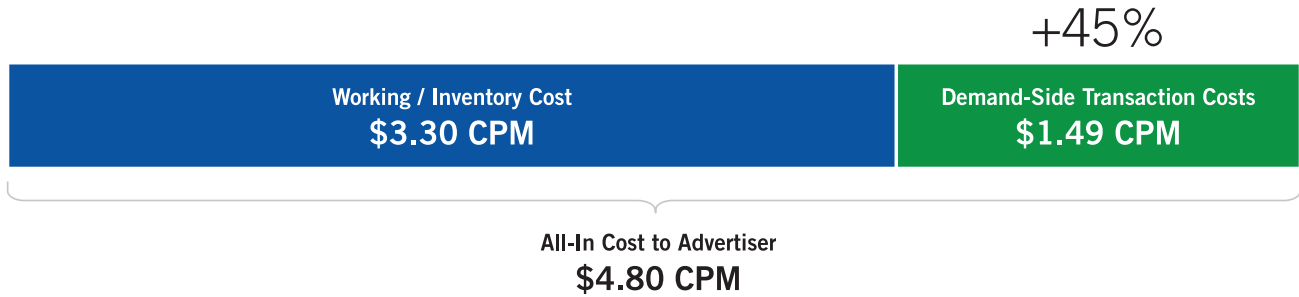 +45%
Working / Inventory Cost
$3.30 CPM
Demand-Side Transaction Costs
$1.49 CPM
All-In Cost to Advertiser
$4.80 CPM